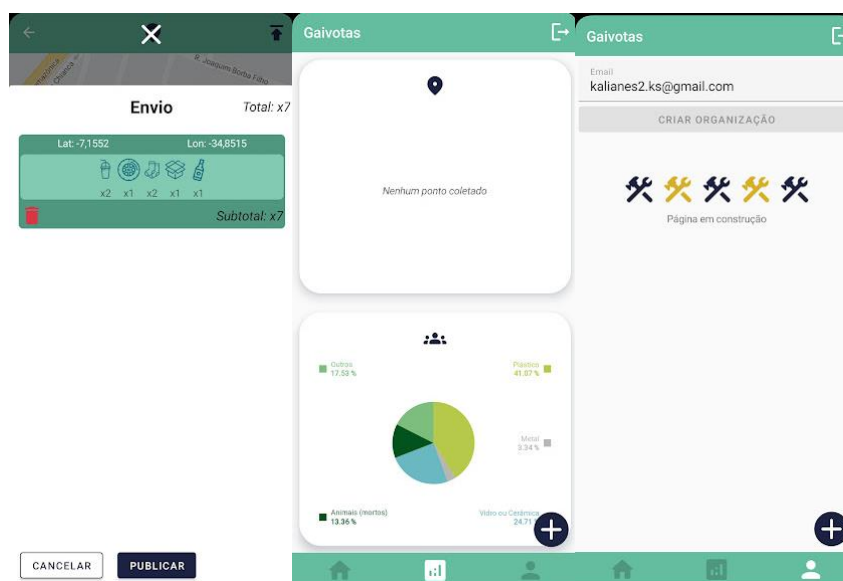 R. Joaquim Borba Filho
Envio
Total: x7
Lat: -7,1552
Lon: -34,8515
x2 x1 x2 x1 x1
Subtotal: x7
CANCELAR
PUBLICAR
Gaivotas
Nenhum ponto coletado
Outros
17.53 %
Plástico
41.07 %
Metal
3.34 %
Animais (mortos)
13.36 %
Vidro ou Cerâmica
24.71
Gaivotas
Email
kalianes2.ks@gmail.com
CRIAR ORGANIZAÇÃO
Página em construção